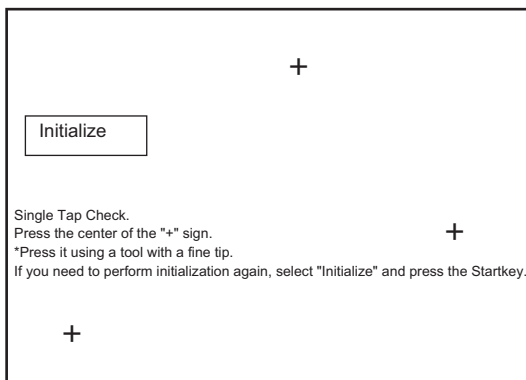 +
Initialize
Single Tap Check.
Press the center of the "+" sign.
+
*Press it using a tool with a fine tip.
If you need to perform initialization again, select "Initialize" and press the Startkey.
+